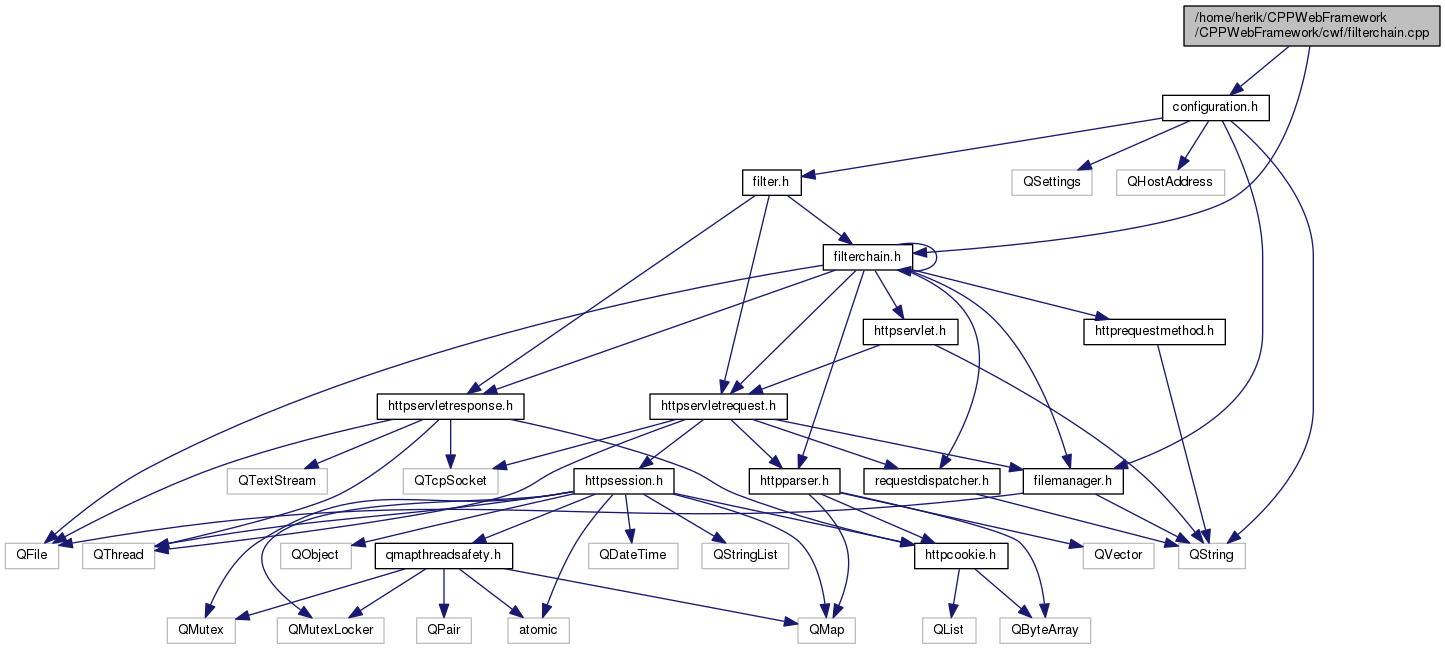 /home/herik/CPPWebFramework
/CPPWebFramework/cwf/filterchain.cpp
configuration.h
filter.h
QSettings
QHostAddress
filterchain.h
httpservlet.h
httprequestmethod.h
httpservletresponse.h
httpservletrequest.h
QTextStream
QTcpSocket
httpsession.h
httpparser.h
requestdispatcher.h
filemanager.h
QFile
QThread
QObject
qmapthreadsafety.h
QDateTime
QStringList
httpcookie.h
QVector
QString
QMutex
QMutexLocker
QPair
atomic
QMap
QList
QByteArray